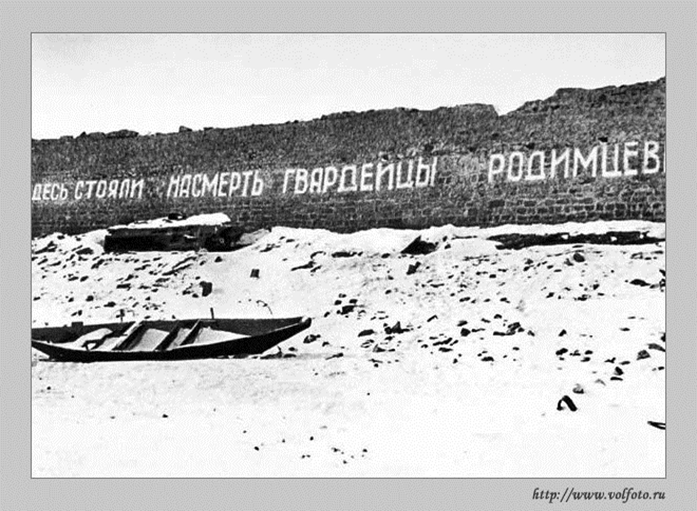 ДЕСЬ СТОЯЛИ НАСМЕРТЬ ГВАРДЕЙЦЫ РОДИМЦЕВ
http://www.volfoto.ru